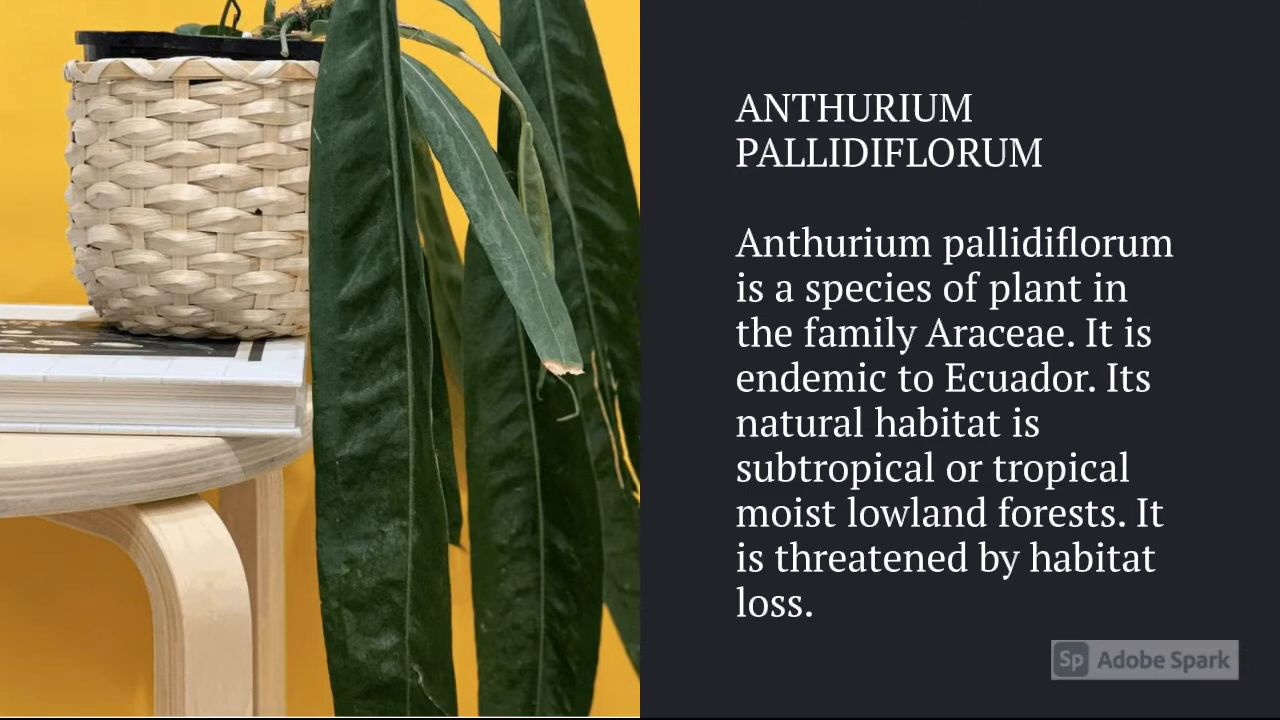 ANTHURIUM
PALLIDIFLORUM
Anthurium pallidiflorum
is a species of plant in
the family Araceae. It is
endemic to Ecuador. Its
natural habitat is
subtropical or tropical
moist lowland forests. It
is threatened by habitat
loss.
Sp Adobe Spark